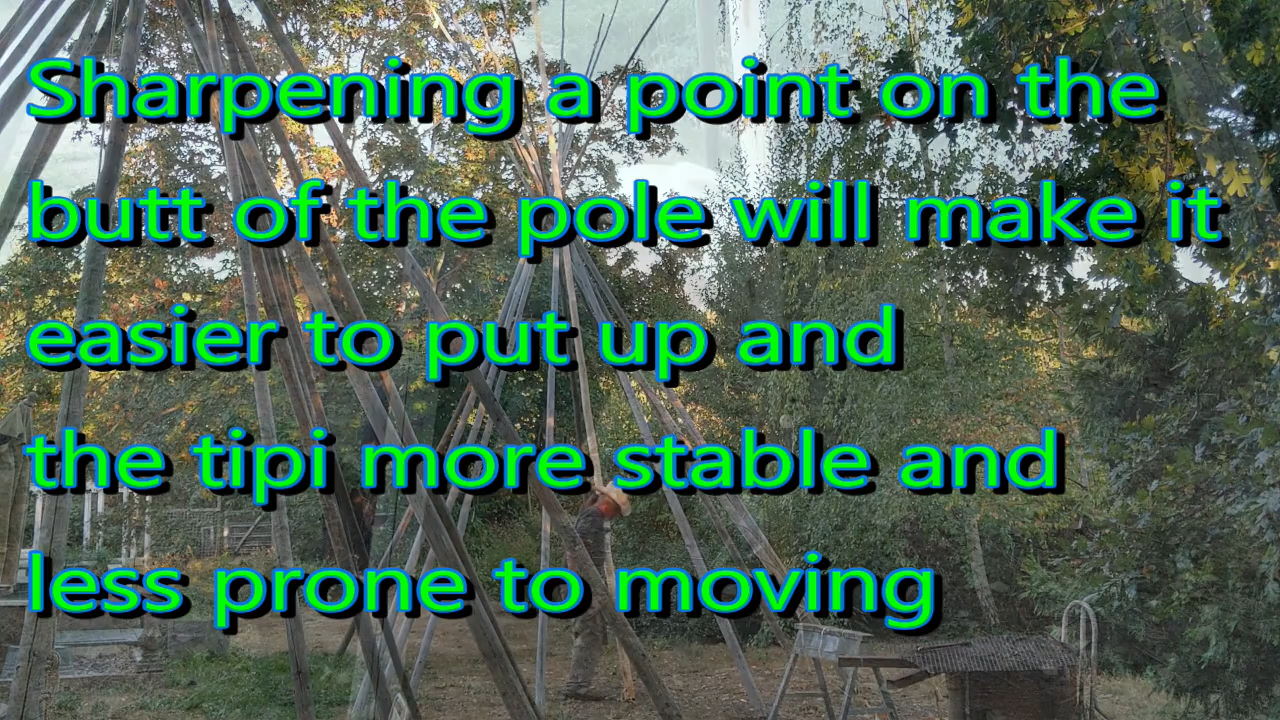 Sharpening a point on the
butt of the pole will make it
easier to put up and
the tipi more stable and
less prone to moving